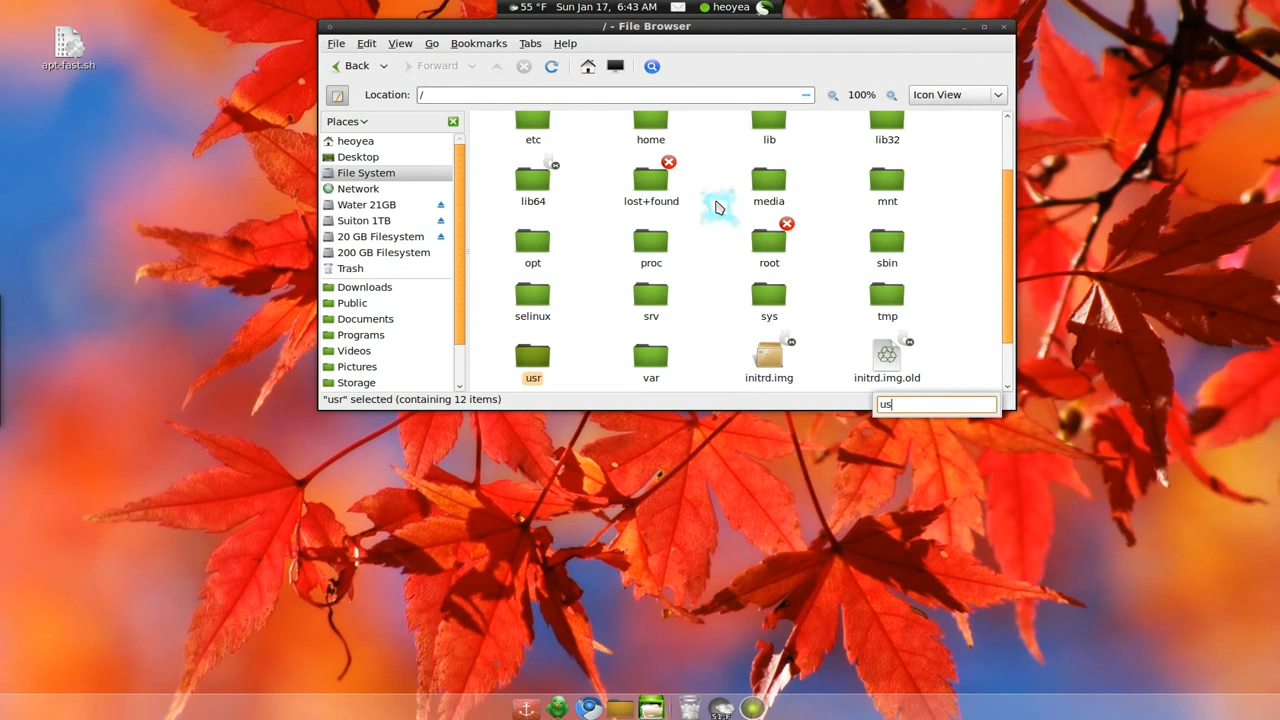 55 °F Sun Jan 17, 6:43 AM heoyea
/ - File Browser
apt-fast.sh
File Edit View Go Bookmarks Tabs Help
Back Forward
Location: / 100% Icon View
Places
heoyea
Desktop
File System
Network
Water 21GB
Suiton 1TB
20 GB Filesystem
200 GB Filesystem
Trash
Downloads
Public
Documents
Programs
Videos
Pictures
Storage
etc home lib lib32
lib64 lost+found media mnt
opt proc root sbin
selinux srv sys tmp
usr var initrd.img initrd.img.old
"usr" selected (containing 12 items)
us
51°F